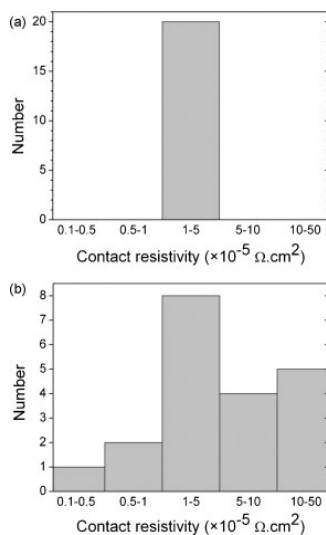 (a)
20
15
10
5
0
Number
0.1-0.5 0.5-1 1-5 5-10 10-50
Contact resistivity (×10⁻⁵ Ω.cm²)
(b)
8
7
6
5
4
3
2
1
0
Number
0.1-0.5 0.5-1 1-5 5-10 10-50
Contact resistivity (×10⁻⁵ Ω.cm²)